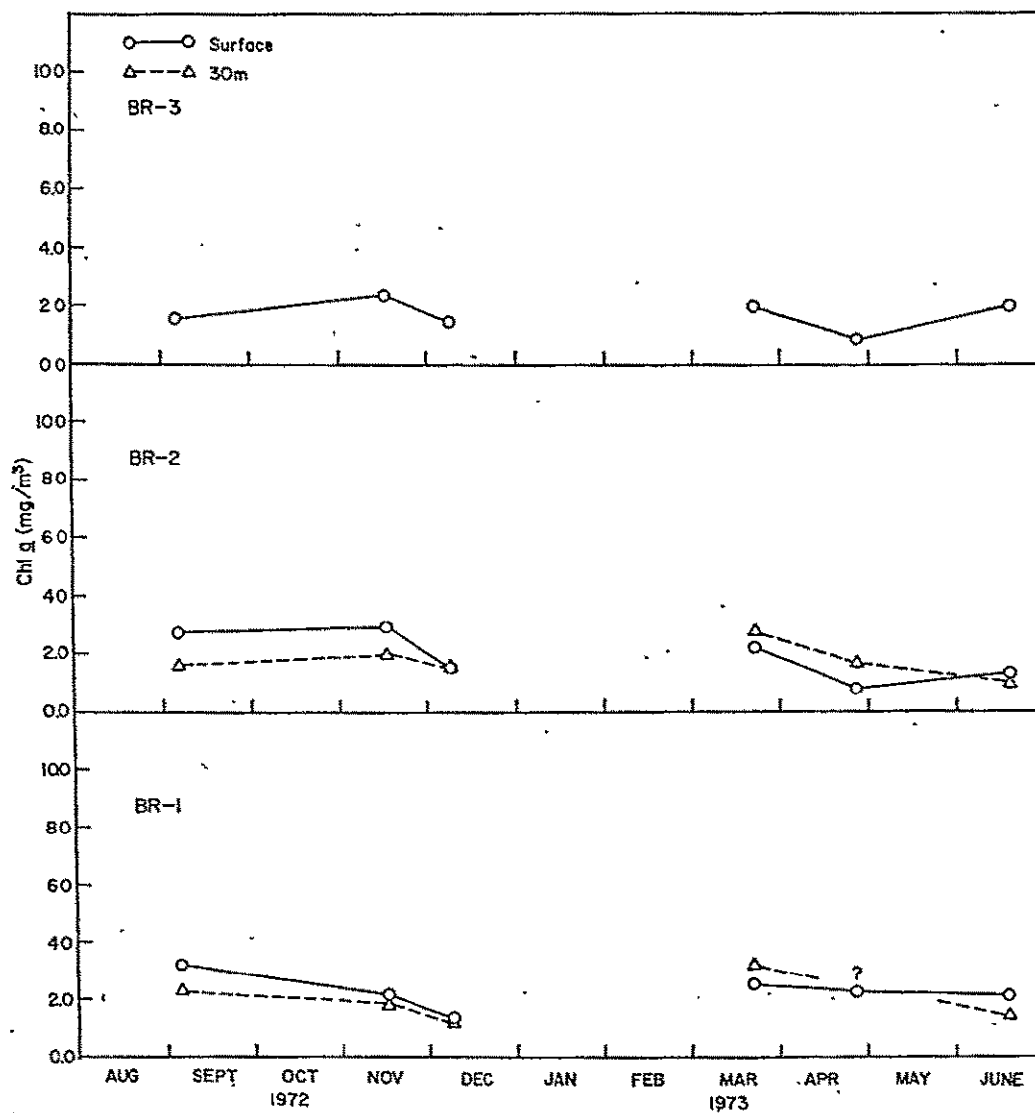 Surface
30m
BR-3
10.0
8.0
6.0
4.0
2.0
0.0
BR-2
10.0
8.0
6.0
4.0
2.0
0.0
Chl a (mg/m³)
BR-1
10.0
8.0
6.0
4.0
2.0
0.0
?
AUG SEPT OCT NOV DEC JAN FEB MAR APR MAY JUNE
1972 1973